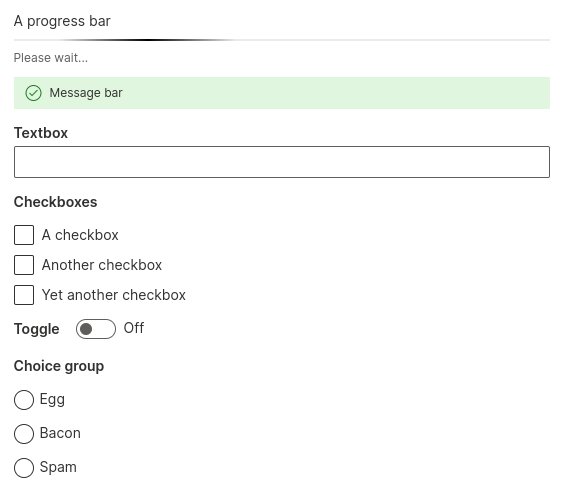 A progress bar
Please wait...
Message bar
Textbox
Checkboxes
A checkbox
Another checkbox
Yet another checkbox
Toggle Off
Choice group
Egg
Bacon
Spam